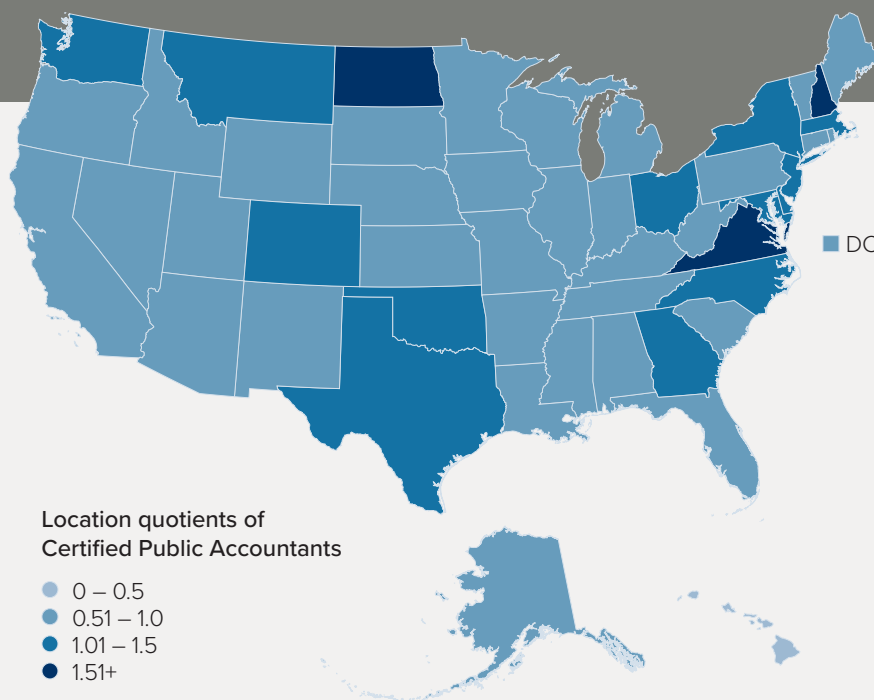 DC
Location quotients of
Certified Public Accountants
0 – 0.5
0.51 – 1.0
1.01 – 1.5
1.51+